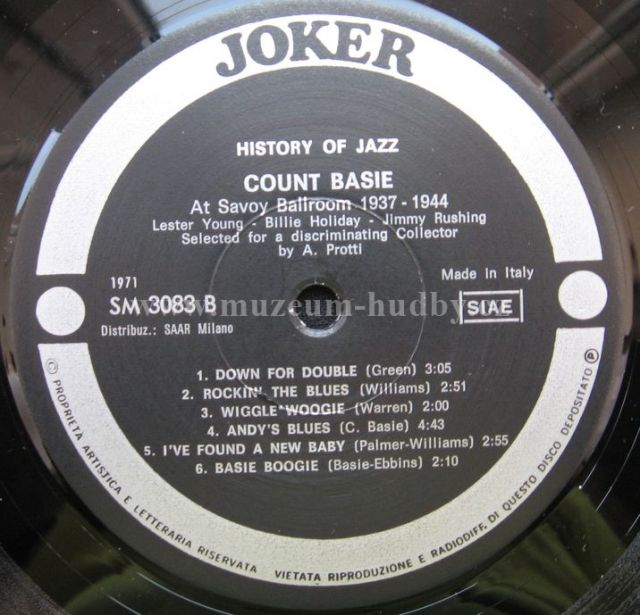 JOKER
HISTORY OF JAZZ
COUNT BASIE
At Savoy Ballroom 1937 - 1944
Lester Young - Billie Holiday - Jimmy Rushing
Selected for a discriminating Collector
by A. Protti
1971
SM 3083 B
Distribuz.: SAAR Milano
Made in Italy
SIAE
www.muzeum-hudby.cz
1. DOWN FOR DOUBLE (Green) 3:05
2. ROCKIN' THE BLUES (Williams) 2:51
3. WIGGLE WOOGIE (Warren) 2:00
4. ANDY'S BLUES (C. Basie) 4:43
5. I'VE FOUND A NEW BABY (Palmer-Williams) 2:55
6. BASIE BOOGIE (Basie-Ebbins) 2:10
© PROPRIETA ARTISTICA E LETTERARIA RISERVATA VIETATA RIPRODUZIONE E RADIODIFF. DI QUESTO DISCO DEPOSITATO ℗